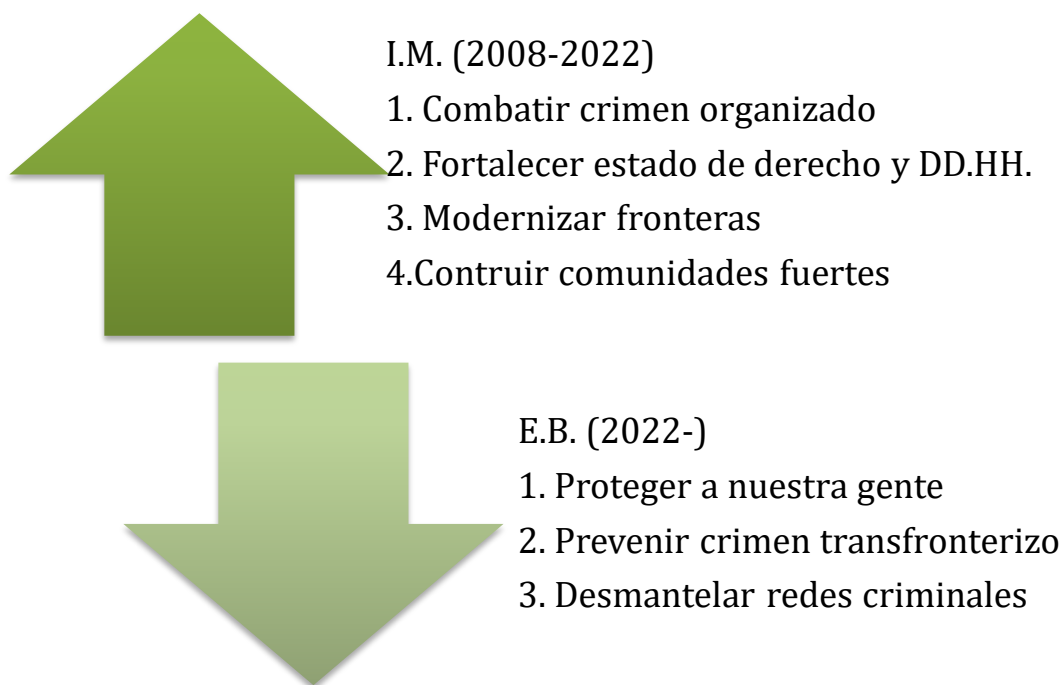 I.M. (2008-2022)
1. Combatir crimen organizado
2. Fortalecer estado de derecho y DD.HH.
3. Modernizar fronteras
4.Contruir comunidades fuertes
E.B. (2022-)
1. Proteger a nuestra gente
2. Prevenir crimen transfronterizo
3. Desmantelar redes criminales